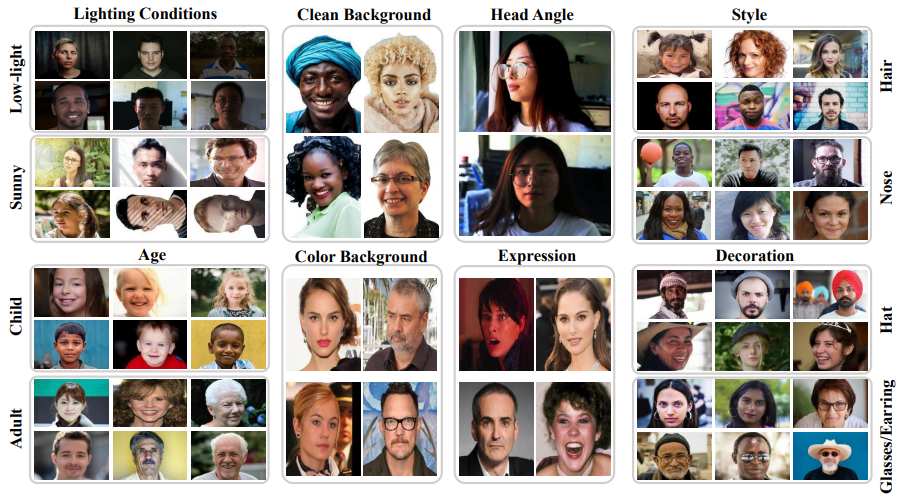 Lighting Conditions
Clean Background
Head Angle
Style
Low-light
Sunny
Hair
Nose
Age
Color Background
Expression
Decoration
Child
Adult
Hat
Glasses/Earring